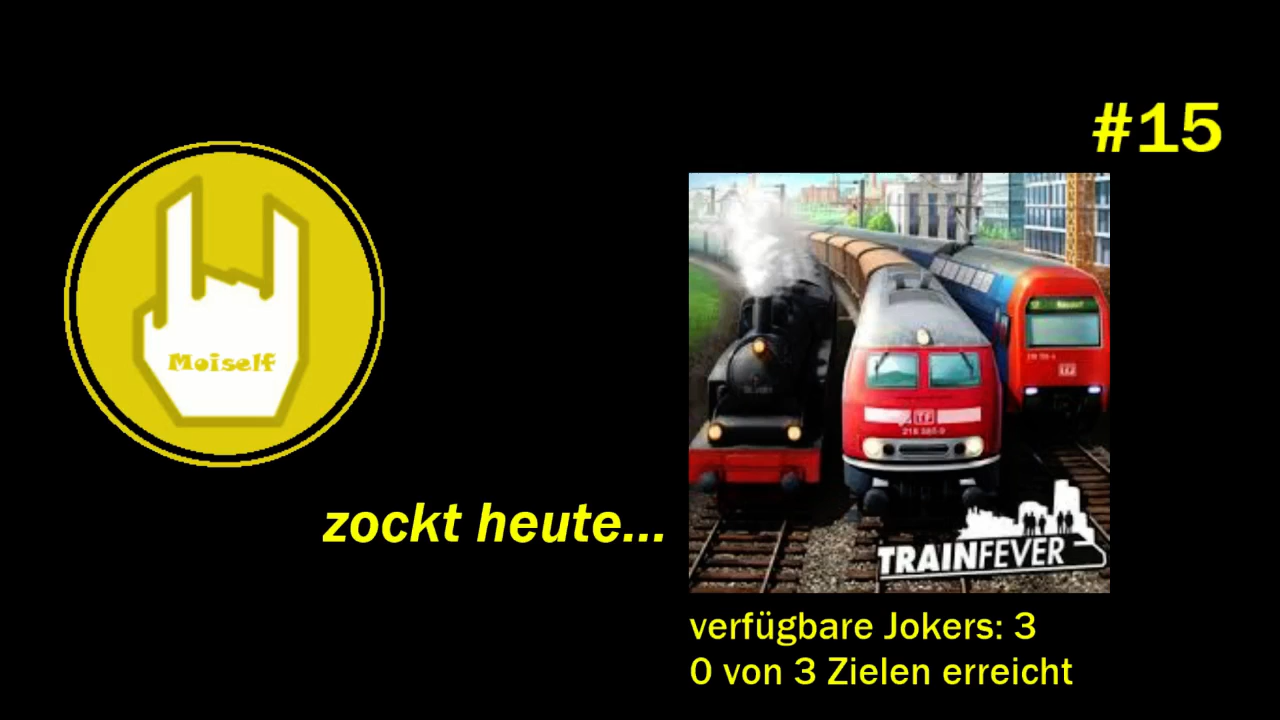 #15
Moiself
zockt heute...
TRAINFEVER
verfügbare Jokers: 3
0 von 3 Zielen erreicht